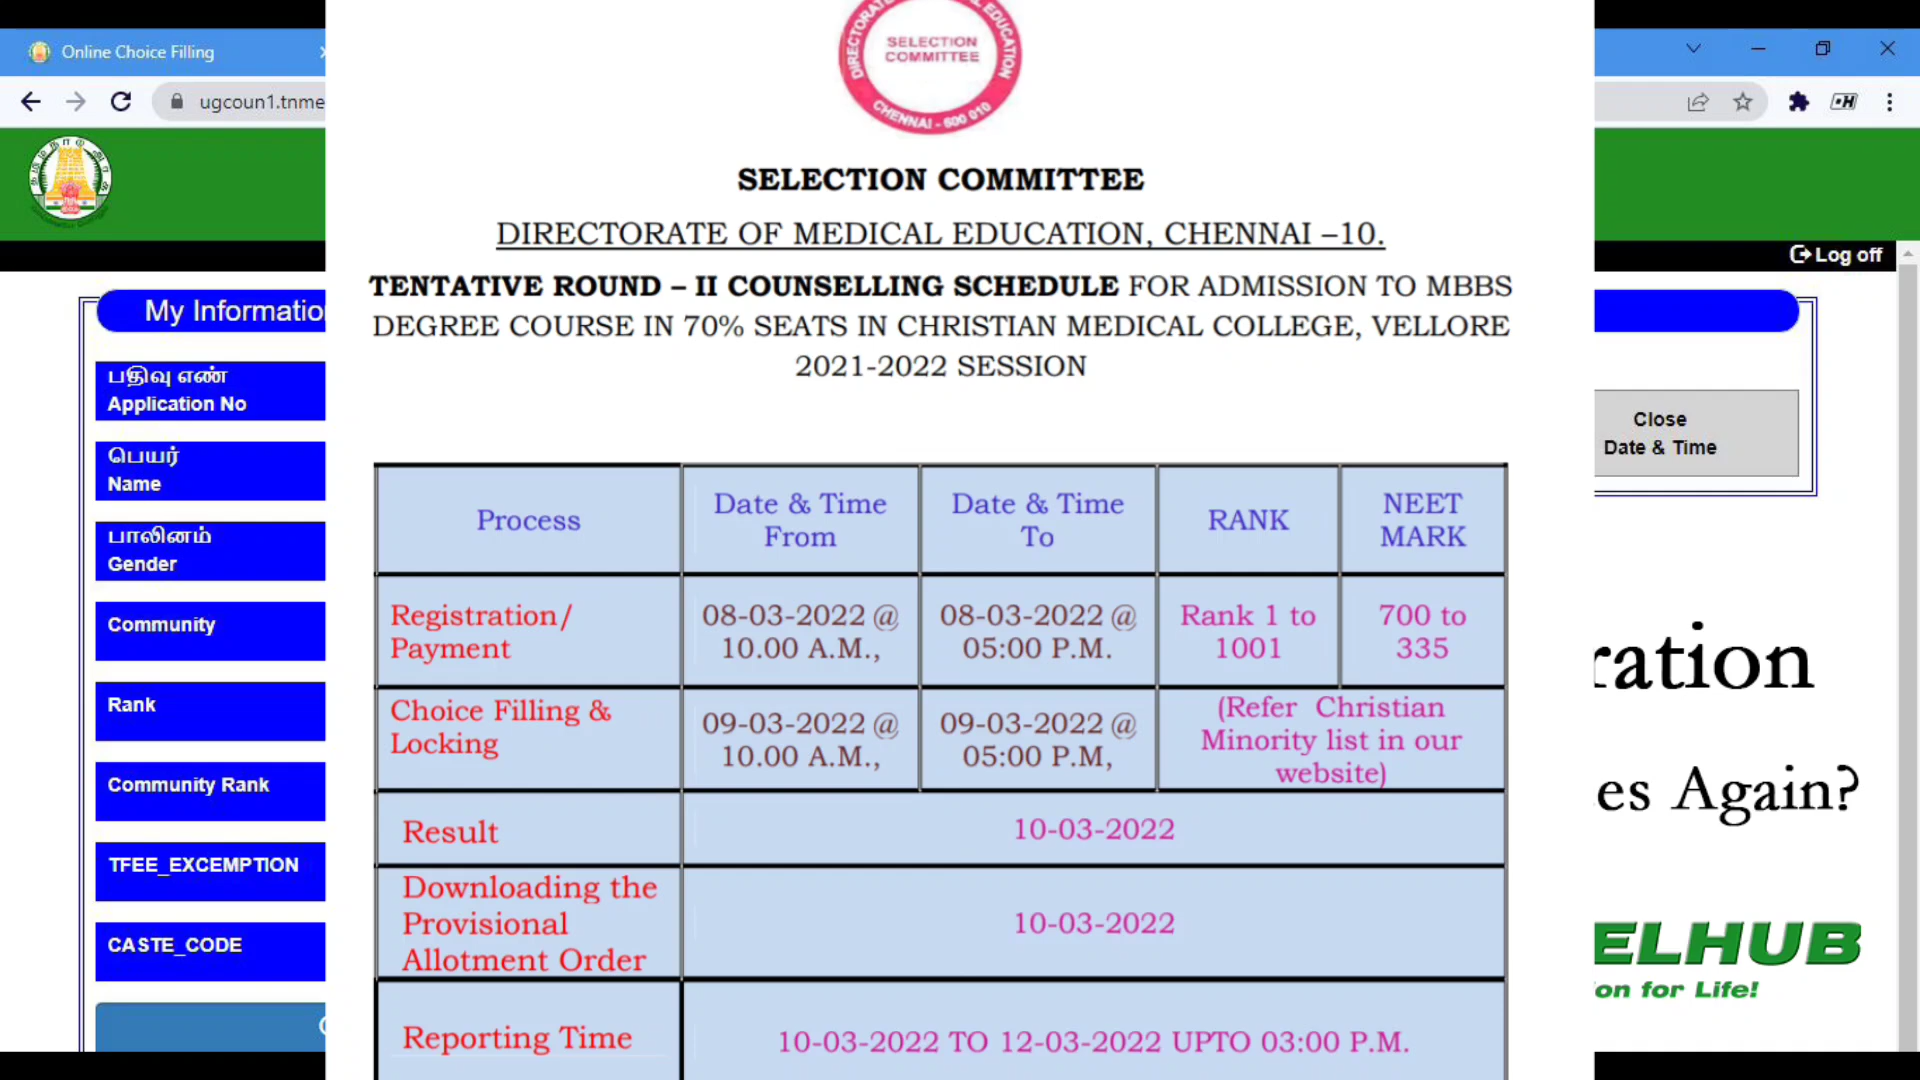 Online Choice Filling
ugcoun1.tnme
DIRECTORATE
EDUCATION
SELECTION
COMMITTEE
CHENNAI - 600 010
SELECTION COMMITTEE
DIRECTORATE OF MEDICAL EDUCATION, CHENNAI –10.
TENTATIVE ROUND – II COUNSELLING SCHEDULE FOR ADMISSION TO MBBS
DEGREE COURSE IN 70% SEATS IN CHRISTIAN MEDICAL COLLEGE, VELLORE
2021-2022 SESSION
Log off
My Informatio
பதிவு எண்
Application No
பெயர்
Name
பாலினம்
Gender
Community
Rank
Community Rank
TFEE_EXCEMPTION
CASTE_CODE
Close
Date & Time
Process
Date & Time
From
Date & Time
To
RANK
NEET
MARK
Registration/
Payment
08-03-2022 @
10.00 A.M.,
08-03-2022 @
05:00 P.M.
Rank 1 to
1001
700 to
335
Choice Filling &
Locking
09-03-2022 @
10.00 A.M.,
09-03-2022 @
05:00 P.M,
(Refer Christian
Minority list in our
website)
Result
10-03-2022
Downloading the
Provisional
Allotment Order
10-03-2022
Reporting Time
10-03-2022 TO 12-03-2022 UPTO 03:00 P.M.
ration
es Again?
ELHUB
on for Life!